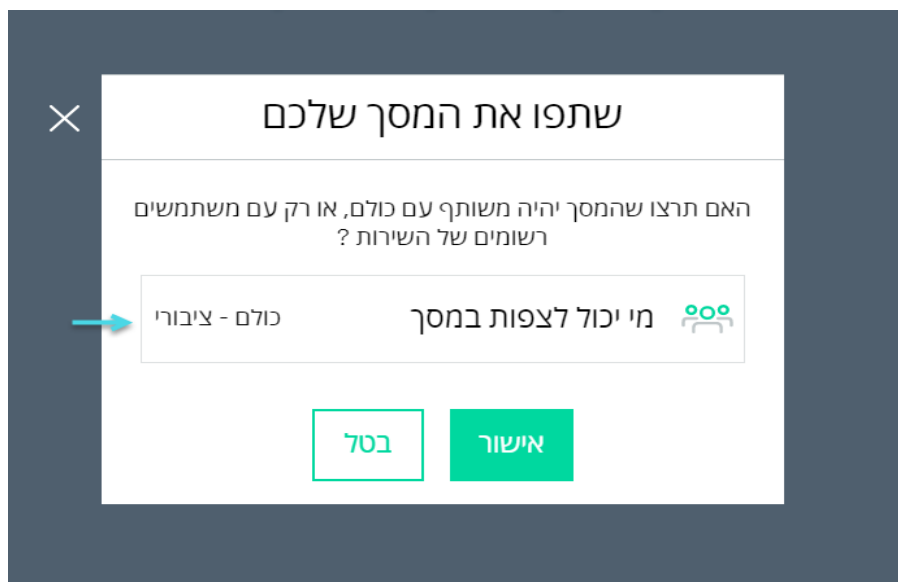 שתפו את המסך שלכם
האם תרצו שהמסך יהיה משותף עם כולם, או רק עם משתמשים
רשומים של השירות ?
מי יכול לצפות במסך
כולם - ציבורי
אישור
בטל